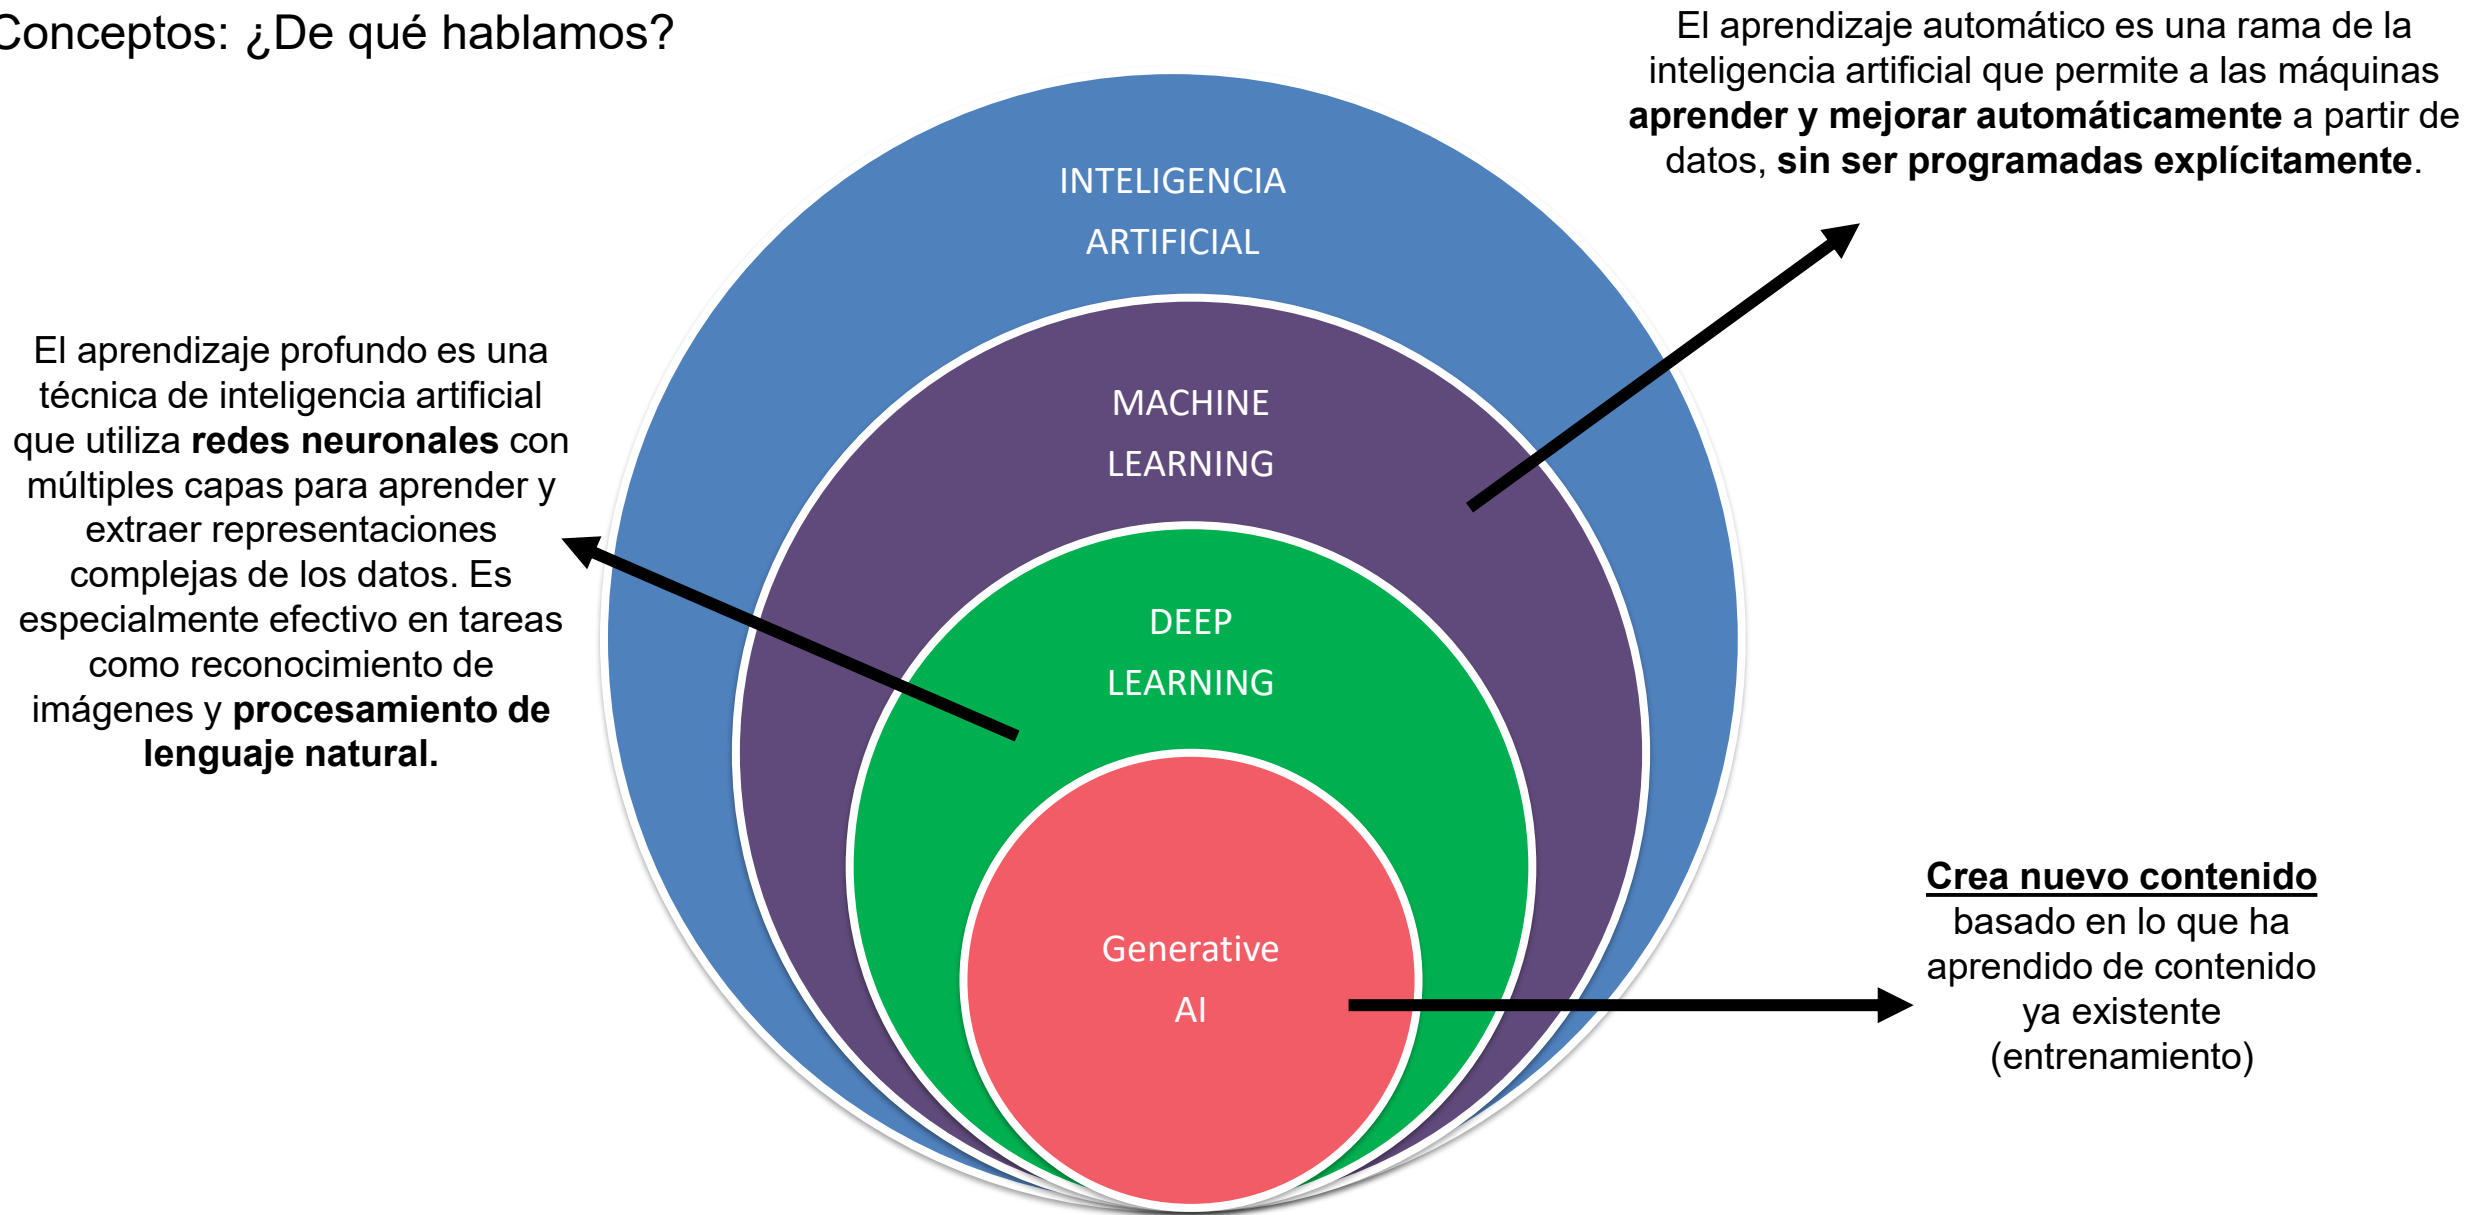 Conceptos: ¿De qué hablamos?
El aprendizaje automático es una rama de la
inteligencia artificial que permite a las máquinas
aprender y mejorar automáticamente a partir de
datos, sin ser programadas explícitamente.
INTELIGENCIA
ARTIFICIAL
El aprendizaje profundo es una
técnica de inteligencia artificial
que utiliza redes neuronales con
múltiples capas para aprender y
extraer representaciones
complejas de los datos. Es
especialmente efectivo en tareas
como reconocimiento de
imágenes y procesamiento de
lenguaje natural.
MACHINE
LEARNING
DEEP
LEARNING
Generative
AI
Crea nuevo contenido
basado en lo que ha
aprendido de contenido
ya existente
(entrenamiento)